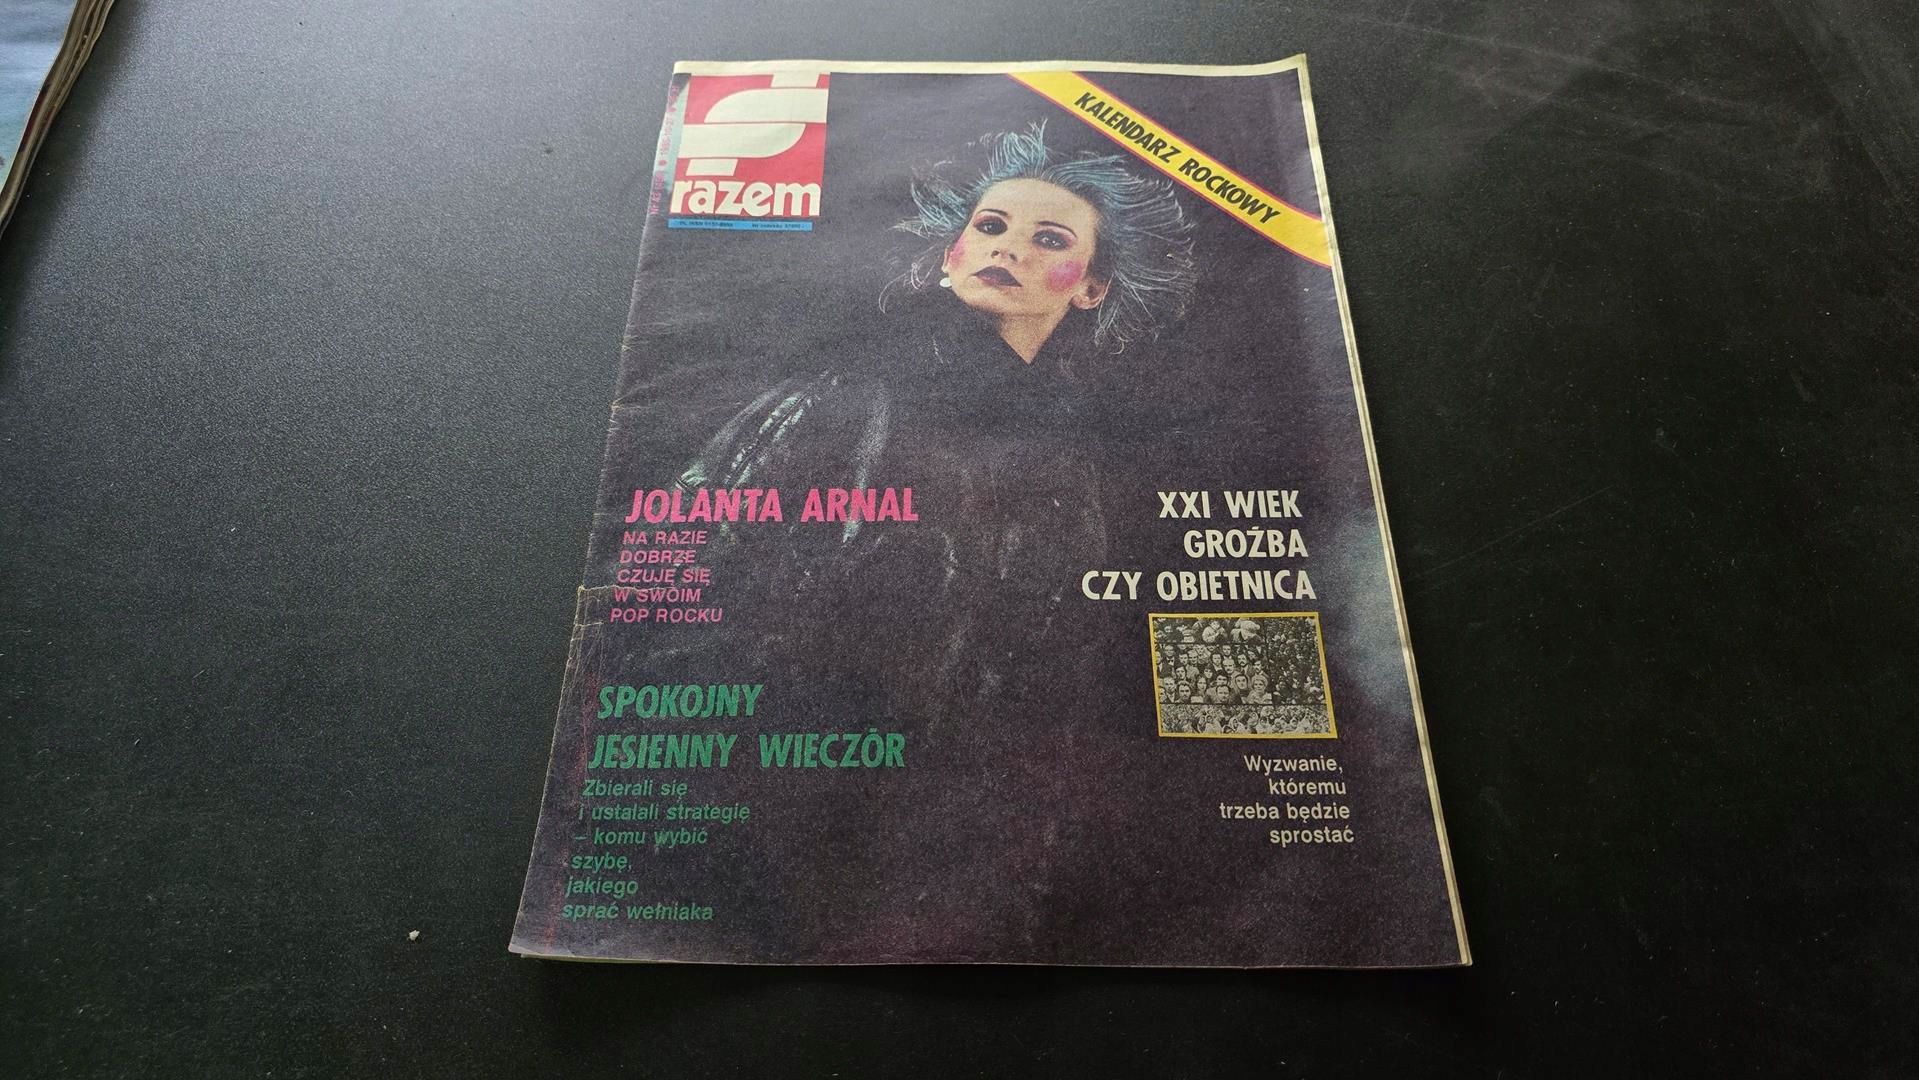 razem
KALENDARZ ROCKOWY
JOLANTA ARNAL
NA RAZIE
DOBRZE
CZUJĘ SIĘ
W SWOIM
POP ROCKU
XXI WIEK
GROŹBA
CZY OBIETNICA
SPOKOJNY
JESIENNY WIECZÓR
Zbierali się
i ustalali strategię
– komu wybić
szybę,
jakiego
sprać wełniaka
Wyzwanie,
któremu
trzeba będzie
sprostać